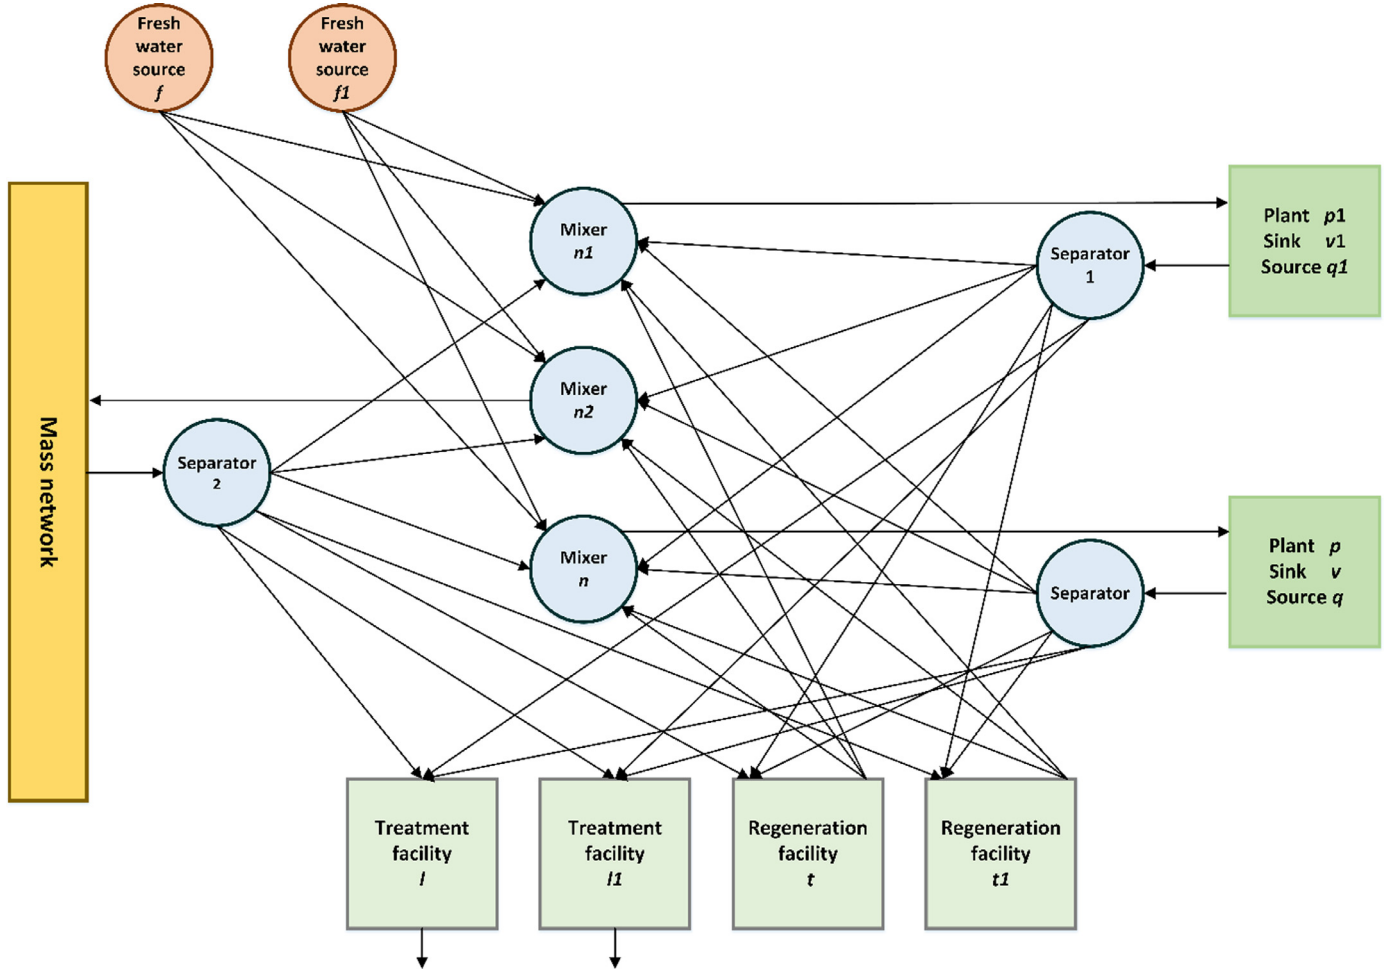 Fresh
water
source
f
Fresh
water
source
f1
Mixer
n1
Plant p1
Sink v1
Source q1
Separator
1
Mixer
n2
Mass network
Separator
2
Mixer
n
Plant p
Sink v
Source q
Separator
Treatment
facility
l
Treatment
facility
l1
Regeneration
facility
t
Regeneration
facility
t1